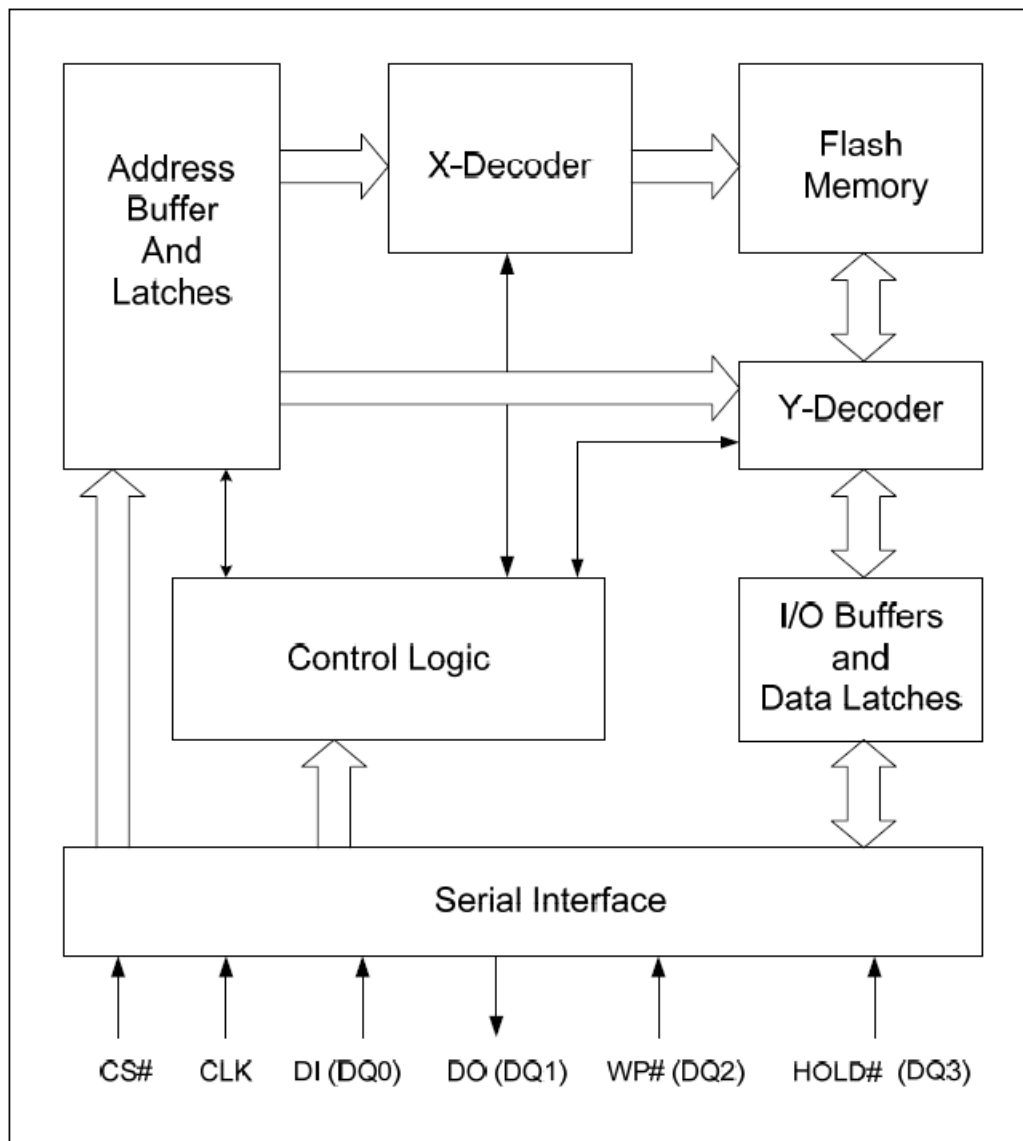 Address
Buffer
And
Latches
X-Decoder
Flash
Memory
Y-Decoder
Control Logic
I/O Buffers
and
Data Latches
Serial Interface
CS# CLK DI (DQ0) DO (DQ1) WP# (DQ2) HOLD# (DQ3)